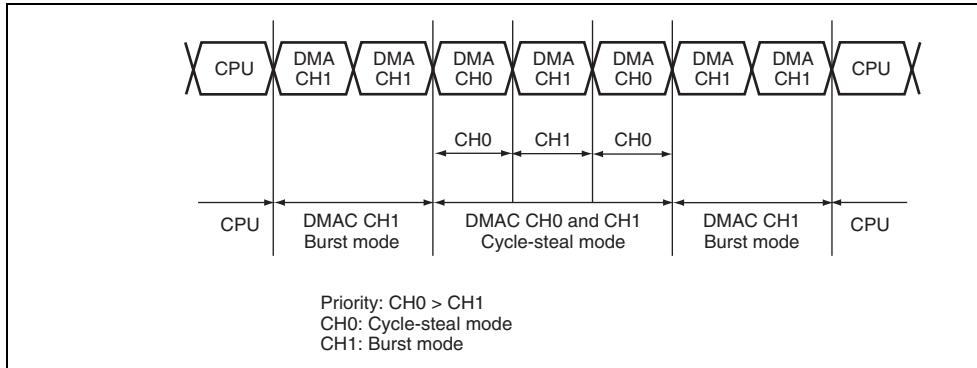 CPU DMA CH1 DMA CH1 DMA CH0 DMA CH1 DMA CH0 DMA CH1 DMA CH1 CPU
CH0 CH1 CH0
CPU DMAC CH1 DMAC CH0 and CH1 DMAC CH1 CPU
Burst mode Cycle-steal mode Burst mode
Priority: CH0 > CH1
CH0: Cycle-steal mode
CH1: Burst mode